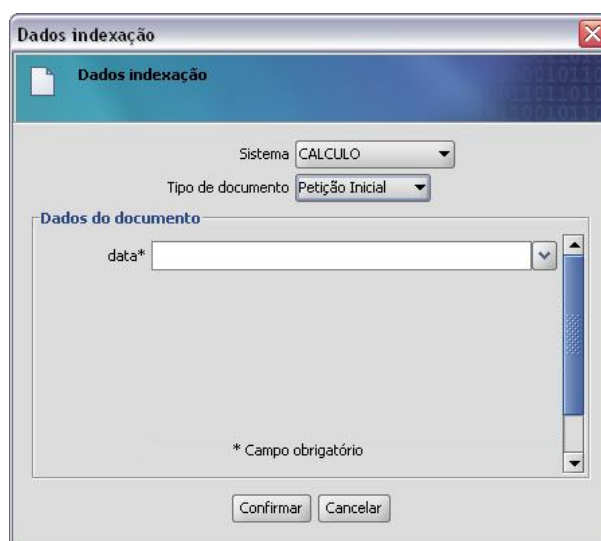 Dados indexação
Dados indexação
Sistema CALCULO
Tipo de documento Petição Inicial
Dados do documento
data*
* Campo obrigatório
Confirmar Cancelar